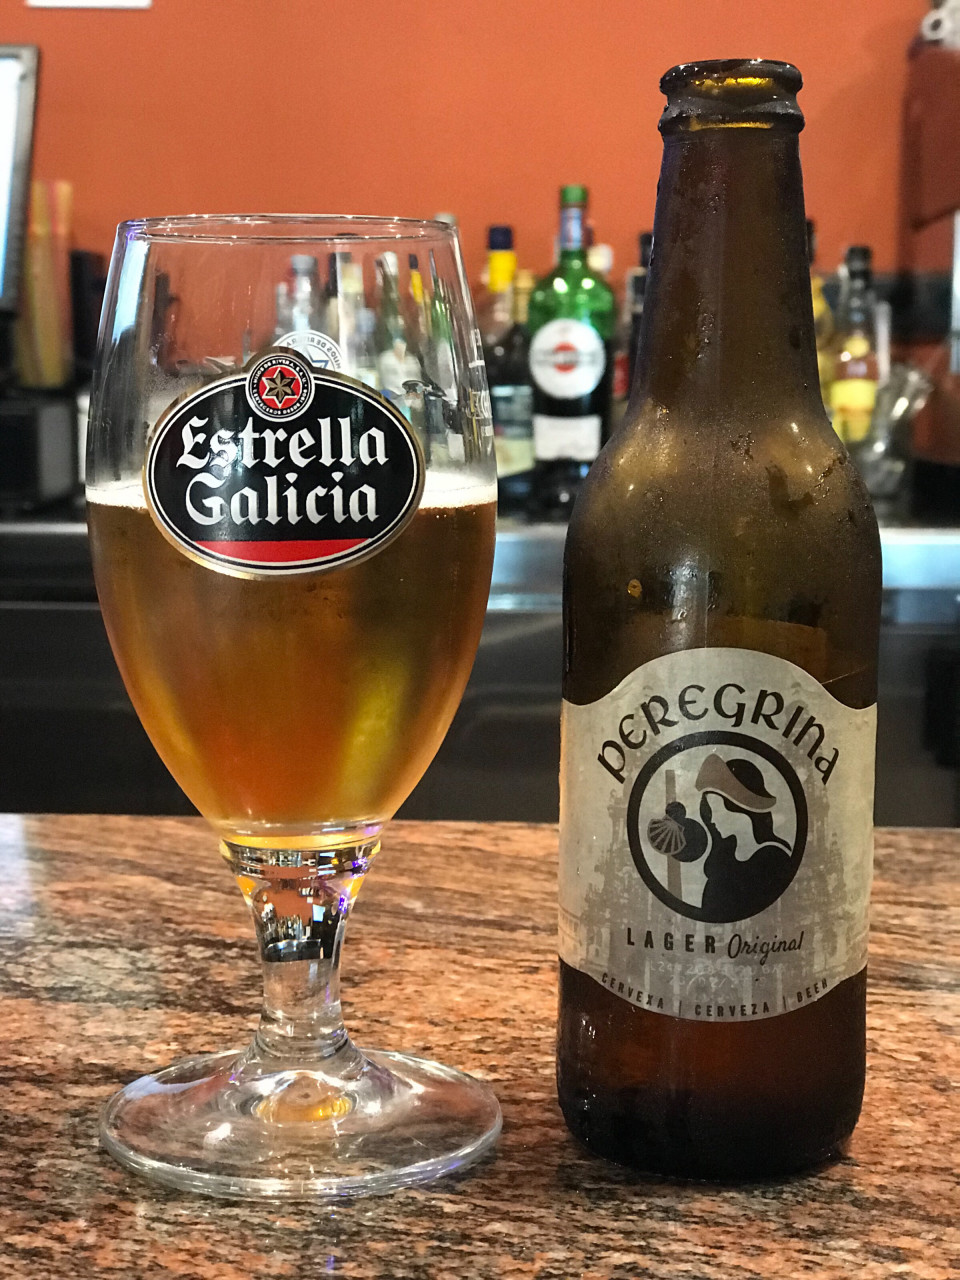 Estrella
Galicia
PEREGRINA
LAGER Original
CERVEXA | CERVEZA | BEER